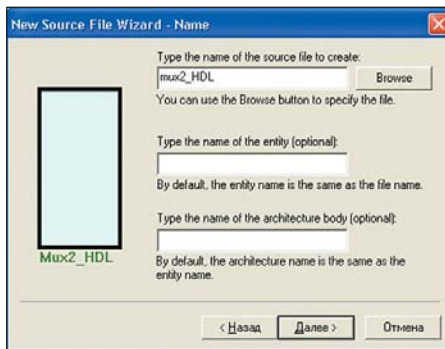 New Source File Wizard - Name
Type the name of the source file to create:
mux2_HDL
Browse
You can use the Browse button to specify the file.
Type the name of the entity (optional):
By default, the entity name is the same as the file name.
Type the name of the architecture body (optional):
By default, the architecture name is the same as the
entity name.
Mux2_HDL
< Назад
Далее >
Отмена